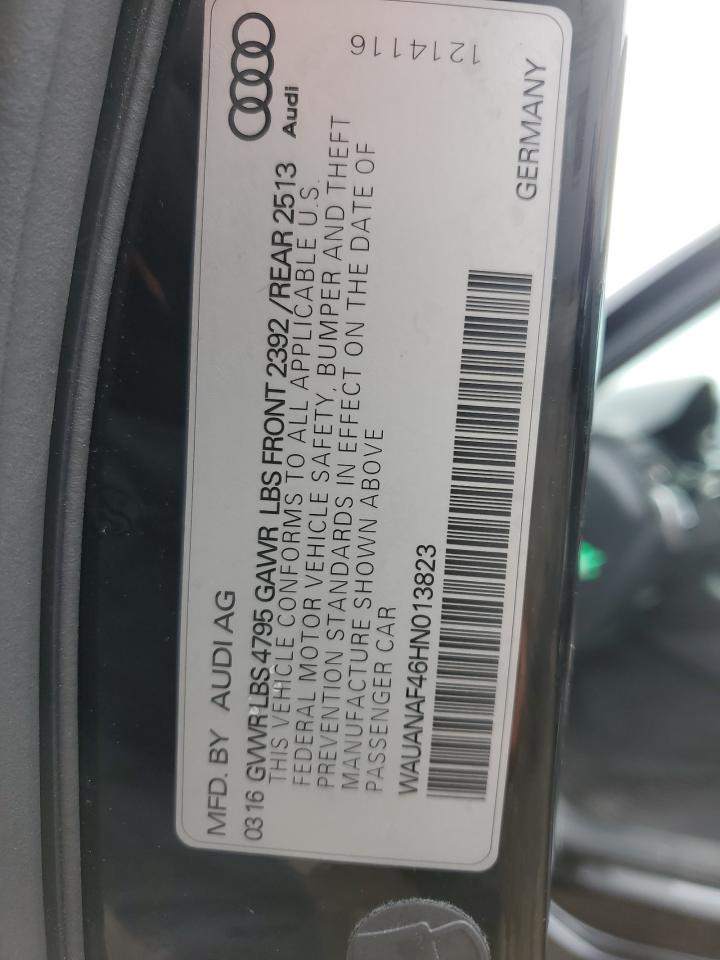 MFD. BY AUDI AG
03 16 GVWR LBS 4795 GAWR LBS FRONT 2392 /REAR 2513
THIS VEHICLE CONFORMS TO ALL APPLICABLE U.S.
FEDERAL MOTOR VEHICLE SAFETY, BUMPER AND THEFT
PREVENTION STANDARDS IN EFFECT ON THE DATE OF
MANUFACTURE SHOWN ABOVE
PASSENGER CAR
WAUANAF46HN013823
Audi
1214116
GERMANY